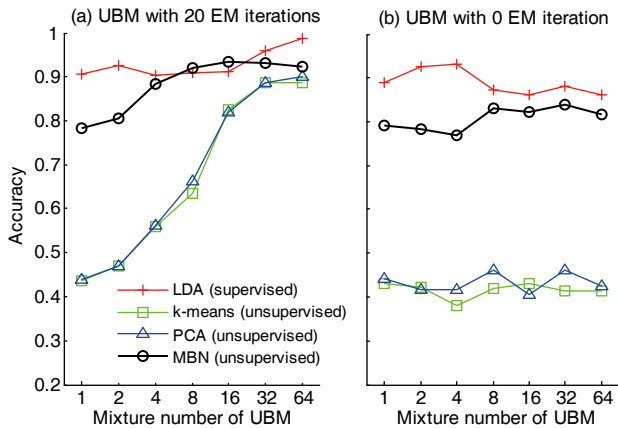 (a) UBM with 20 EM iterations
(b) UBM with 0 EM iteration
Accuracy
1
0.9
0.8
0.7
0.6
0.5
0.4
0.3
0.2
LDA (supervised)
k-means (unsupervised)
PCA (unsupervised)
MBN (unsupervised)
1 2 4 8 16 32 64
1 2 4 8 16 32 64
Mixture number of UBM
Mixture number of UBM